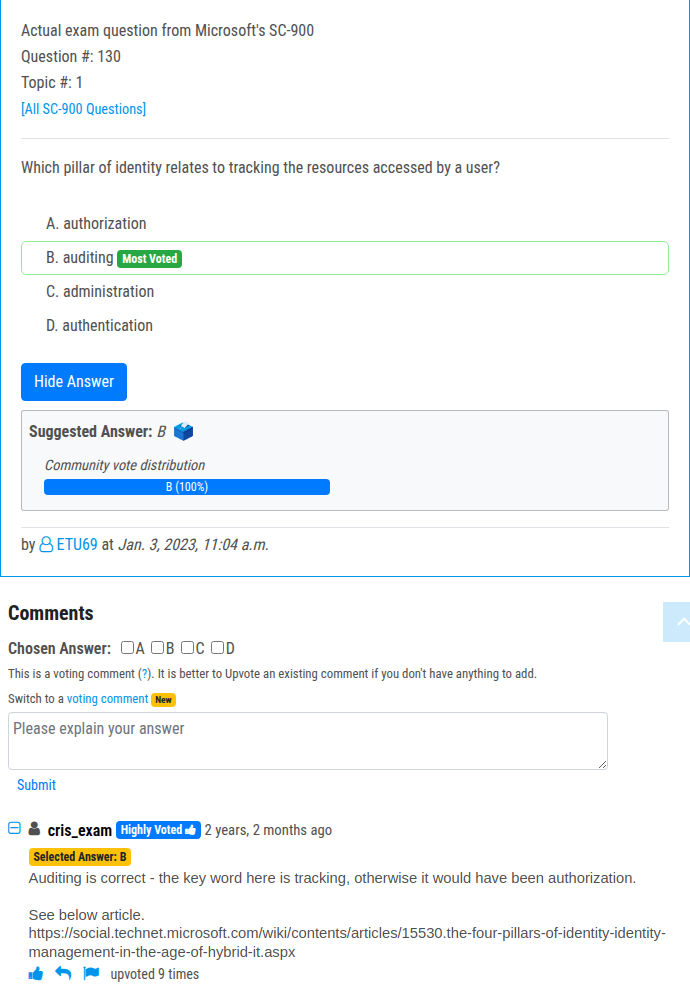 Actual exam question from Microsoft's SC-900
Question #: 130
Topic #: 1
[All SC-900 Questions]
Which pillar of identity relates to tracking the resources accessed by a user?
A. authorization
B. auditing Most Voted
C. administration
D. authentication
Hide Answer
Suggested Answer: B
Community vote distribution
B (100%)
by ETU69 at Jan. 3, 2023, 11:04 a.m.
Comments
Chosen Answer: A B C D
This is a voting comment (?). It is better to Upvote an existing comment if you don't have anything to add.
Switch to a voting comment New
Please explain your answer
Submit
cris_exam Highly Voted 2 years, 2 months ago
Selected Answer: B
Auditing is correct - the key word here is tracking, otherwise it would have been authorization.
See below article.
https://social.technet.microsoft.com/wiki/contents/articles/15530.the-four-pillars-of-identity-identity-
management-in-the-age-of-hybrid-it.aspx
upvoted 9 times